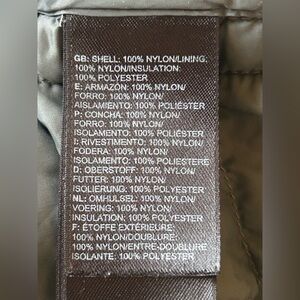 GB: SHELL: 100% NYLON/LINING:
100% NYLON/INSULATION:
100% POLYESTER
E: ARMAZÓN: 100% NYLON/
FORRO: 100% NYLON/
AISLAMIENTO: 100% POLIÉSTER
P: CONCHA: 100% NYLON/
FORRO: 100% NYLON/
ISOLAMENTO: 100% POLIÉSTER
I: RIVESTIMENTO: 100% NYLON/
FODERA: 100% NYLON/
ISOLAMENTO: 100% POLIESTERE
D: OBERSTOFF: 100% NYLON/
FUTTER: 100% NYLON/
ISOLIERUNG: 100% POLYESTER
NL: OMHULSEL: 100% NYLON/
VOERING: 100% NYLON/
INSULATION: 100% POLYESTER
F: ÉTOFFE EXTÉRIEURE:
100% NYLON/DOUBLURE:
100% NYLON/ENTRE-DOUBLURE
ISOLANTE: 100% POLYESTER